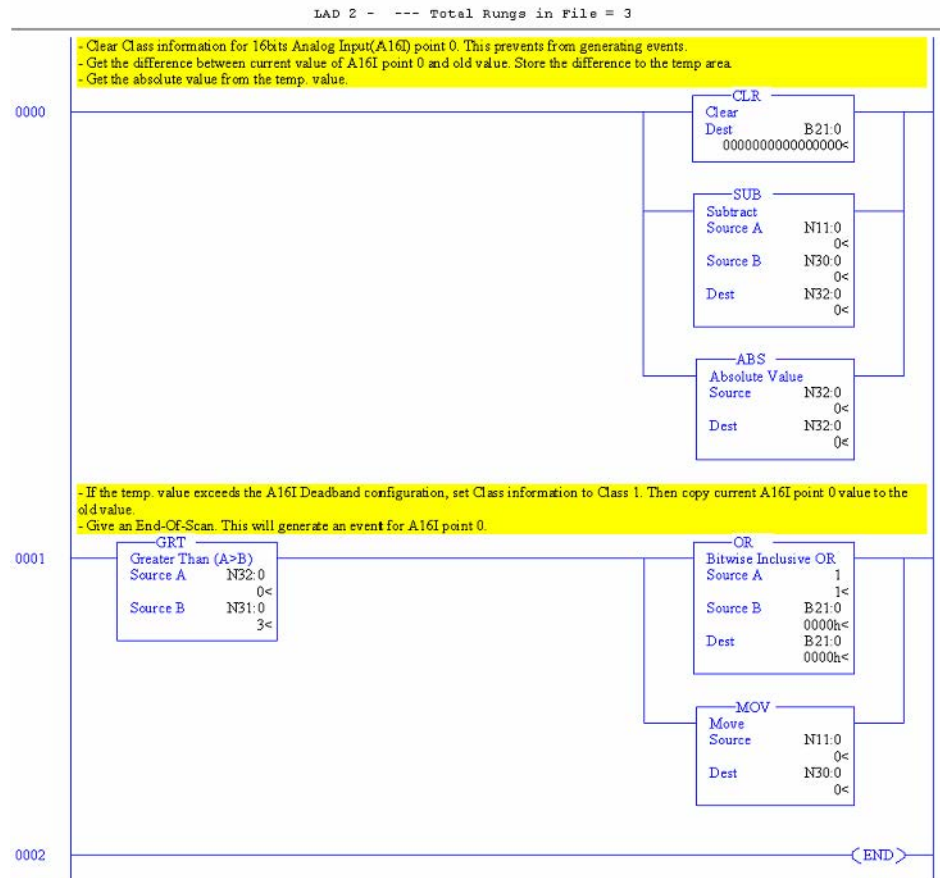 LAD 2 - --- Total Rungs in File = 3
- Clear Class information for 16bits Analog Input(A16I) point 0. This prevents from generating events.
- Get the difference between current value of A16I point 0 and old value. Store the difference to the temp area.
- Get the absolute value from the temp. value.
0000
CLR
Clear
Dest B21:0
0000000000000000<
SUB
Subtract
Source A N11:0
0<
Source B N30:0
0<
Dest N32:0
0<
ABS
Absolute Value
Source N32:0
0<
Dest N32:0
0<
- If the temp. value exceeds the A16I Deadband configuration, set Class information to Class 1. Then copy current A16I point 0 value to the
old value.
- Give an End-Of-Scan. This will generate an event for A16I point 0.
0001
GRT
Greater Than (A>B)
Source A N32:0
0<
Source B N31:0
3<
OR
Bitwise Inclusive OR
Source A 1
1<
Source B B21:0
0000h<
Dest B21:0
0000h<
MOV
Move
Source N11:0
0<
Dest N30:0
0<
0002
END